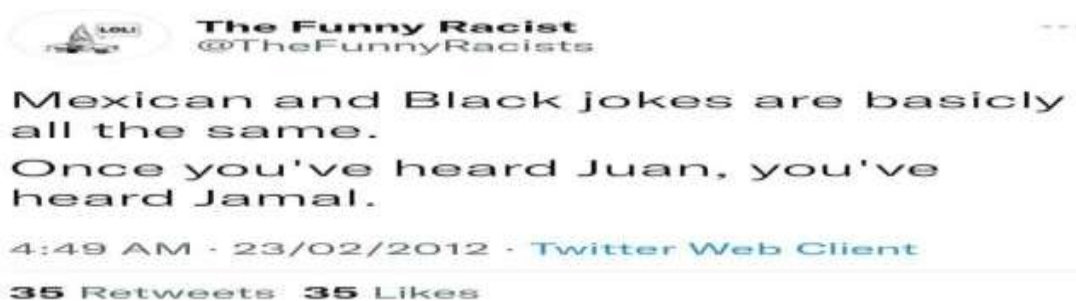 LOL!
The Funny Racist
@TheFunnyRacists
Mexican and Black jokes are basicly
all the same.
Once you've heard Juan, you've
heard Jamal.
4:49 AM · 23/02/2012 · Twitter Web Client
35 Retweets 35 Likes